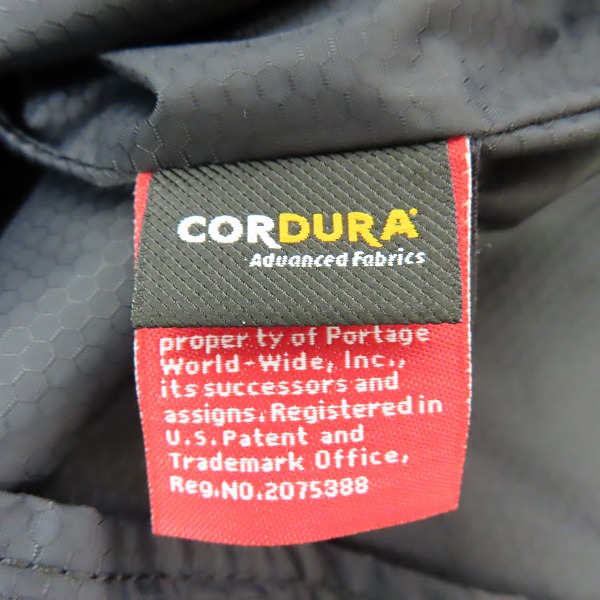 CORDURA®
Advanced Fabrics
property of Portage
World-Wide, Inc.,
its successors and
assigns. Registered in
U.S. Patent and
Trademark Office,
Reg.NO.2075388